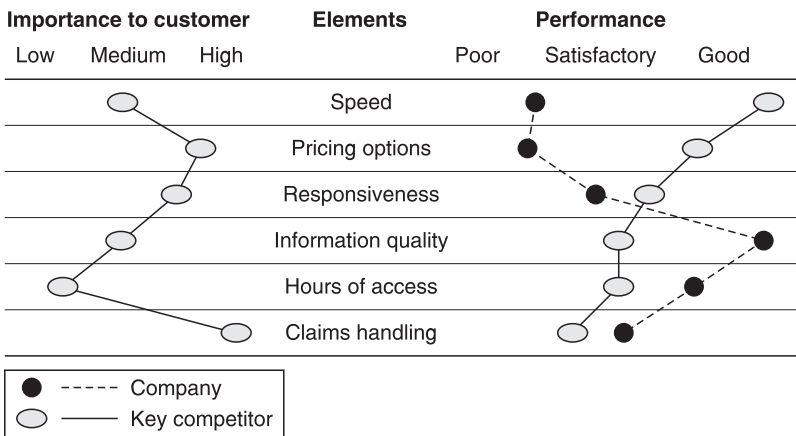 Importance to customer Elements Performance
Low Medium High Poor Satisfactory Good
Speed
Pricing options
Responsiveness
Information quality
Hours of access
Claims handling
Company
Key competitor